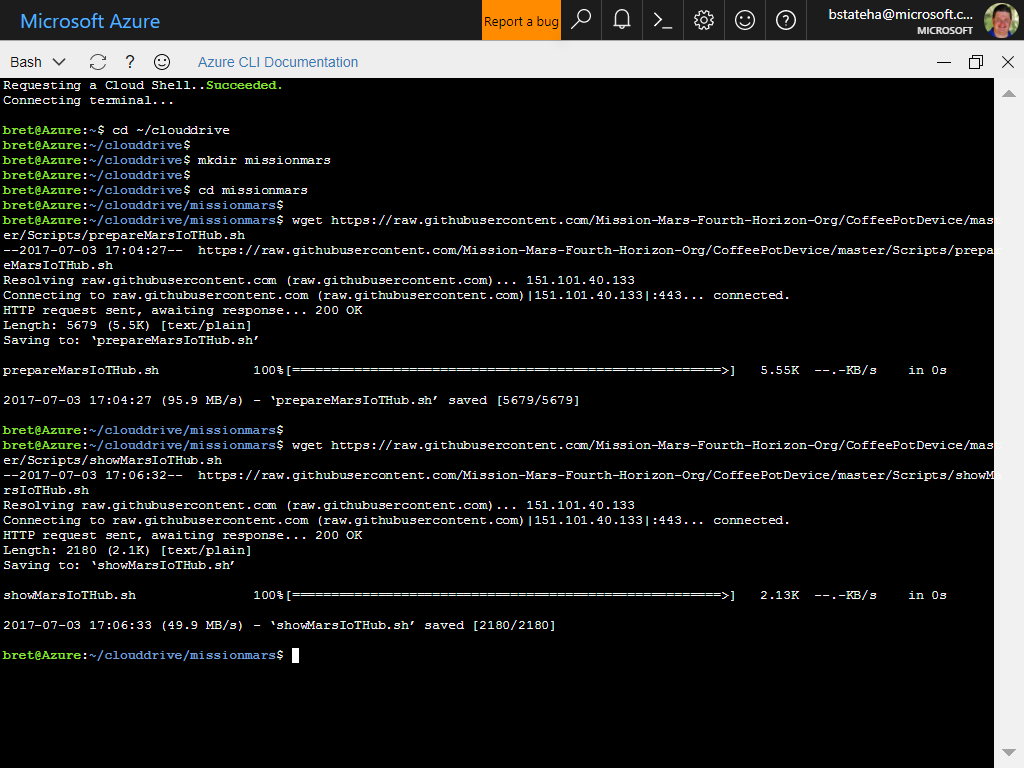 Microsoft Azure
Report a bug
bstateha@microsoft.c...
MICROSOFT
Bash
Azure CLI Documentation
Requesting a Cloud Shell..Succeeded.
Connecting terminal...
bret@Azure:~$ cd ~/clouddrive
bret@Azure:~/clouddrive$
bret@Azure:~/clouddrive$ mkdir missionmars
bret@Azure:~/clouddrive$
bret@Azure:~/clouddrive$ cd missionmars
bret@Azure:~/clouddrive/missionmars$
bret@Azure:~/clouddrive/missionmars$ wget https://raw.githubusercontent.com/Mission-Mars-Fourth-Horizon-Org/CoffeePotDevice/mast
er/Scripts/prepareMarsIoTHub.sh
--2017-07-03 17:04:27-- https://raw.githubusercontent.com/Mission-Mars-Fourth-Horizon-Org/CoffeePotDevice/master/Scripts/prepar
eMarsIoTHub.sh
Resolving raw.githubusercontent.com (raw.githubusercontent.com)... 151.101.40.133
Connecting to raw.githubusercontent.com (raw.githubusercontent.com)|151.101.40.133|:443... connected.
HTTP request sent, awaiting response... 200 OK
Length: 5679 (5.5K) [text/plain]
Saving to: ‘prepareMarsIoTHub.sh’
prepareMarsIoTHub.sh 100%[=======================================================>] 5.55K --.-KB/s in 0s
2017-07-03 17:04:27 (95.9 MB/s) - ‘prepareMarsIoTHub.sh’ saved [5679/5679]
bret@Azure:~/clouddrive/missionmars$
bret@Azure:~/clouddrive/missionmars$ wget https://raw.githubusercontent.com/Mission-Mars-Fourth-Horizon-Org/CoffeePotDevice/mast
er/Scripts/showMarsIoTHub.sh
--2017-07-03 17:06:32-- https://raw.githubusercontent.com/Mission-Mars-Fourth-Horizon-Org/CoffeePotDevice/master/Scripts/showMa
rsIoTHub.sh
Resolving raw.githubusercontent.com (raw.githubusercontent.com)... 151.101.40.133
Connecting to raw.githubusercontent.com (raw.githubusercontent.com)|151.101.40.133|:443... connected.
HTTP request sent, awaiting response... 200 OK
Length: 2180 (2.1K) [text/plain]
Saving to: ‘showMarsIoTHub.sh’
showMarsIoTHub.sh 100%[=======================================================>] 2.13K --.-KB/s in 0s
2017-07-03 17:06:33 (49.9 MB/s) - ‘showMarsIoTHub.sh’ saved [2180/2180]
bret@Azure:~/clouddrive/missionmars$